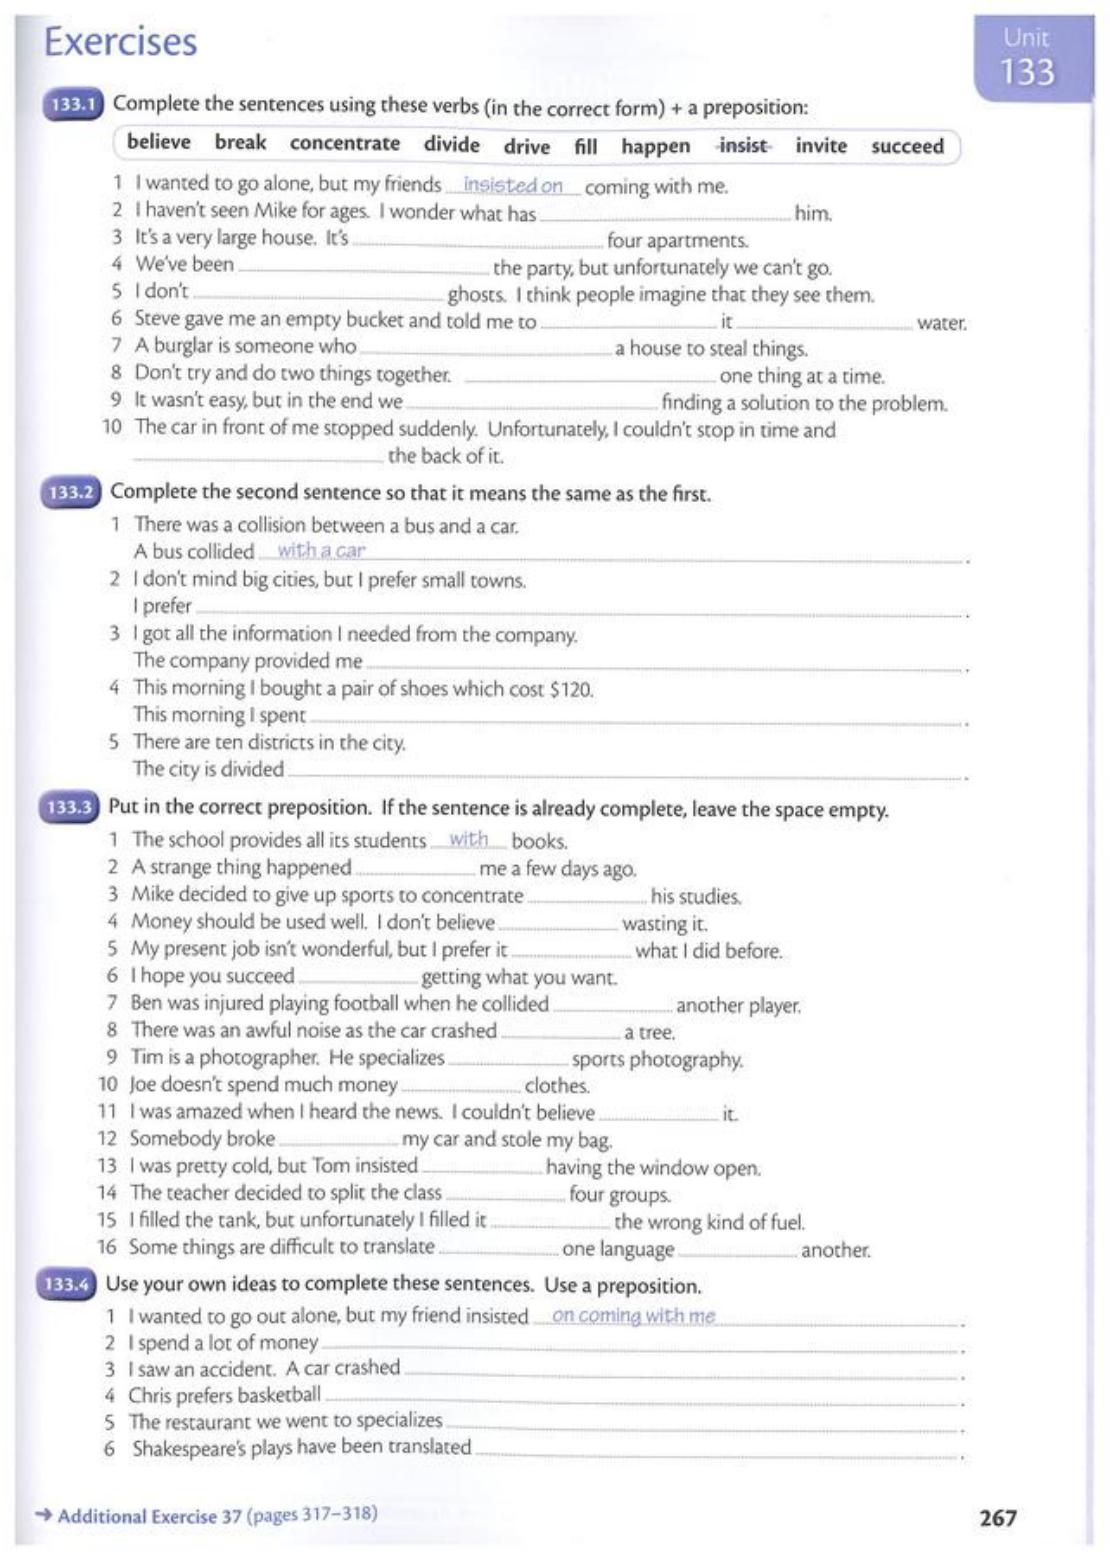 Exercises
Unit
133
133.1 Complete the sentences using these verbs (in the correct form) + a preposition:
believe break concentrate divide drive fill happen insist invite succeed
1 I wanted to go alone, but my friends insisted on coming with me.
2 I haven't seen Mike for ages. I wonder what has him.
3 It's a very large house. It's four apartments.
4 We've been the party, but unfortunately we can't go.
5 I don't ghosts. I think people imagine that they see them.
6 Steve gave me an empty bucket and told me to it water.
7 A burglar is someone who a house to steal things.
8 Don't try and do two things together. one thing at a time.
9 It wasn't easy, but in the end we finding a solution to the problem.
10 The car in front of me stopped suddenly. Unfortunately, I couldn't stop in time and
the back of it.
133.2 Complete the second sentence so that it means the same as the first.
1 There was a collision between a bus and a car.
A bus collided with a car .
2 I don't mind big cities, but I prefer small towns.
I prefer .
3 I got all the information I needed from the company.
The company provided me .
4 This morning I bought a pair of shoes which cost $120.
This morning I spent .
5 There are ten districts in the city.
The city is divided .
133.3 Put in the correct preposition. If the sentence is already complete, leave the space empty.
1 The school provides all its students with books.
2 A strange thing happened me a few days ago.
3 Mike decided to give up sports to concentrate his studies.
4 Money should be used well. I don't believe wasting it.
5 My present job isn't wonderful, but I prefer it what I did before.
6 I hope you succeed getting what you want.
7 Ben was injured playing football when he collided another player.
8 There was an awful noise as the car crashed a tree.
9 Tim is a photographer. He specializes sports photography.
10 Joe doesn't spend much money clothes.
11 I was amazed when I heard the news. I couldn't believe it.
12 Somebody broke my car and stole my bag.
13 I was pretty cold, but Tom insisted having the window open.
14 The teacher decided to split the class four groups.
15 I filled the tank, but unfortunately I filled it the wrong kind of fuel.
16 Some things are difficult to translate one language another.
133.4 Use your own ideas to complete these sentences. Use a preposition.
1 I wanted to go out alone, but my friend insisted on coming with me .
2 I spend a lot of money .
3 I saw an accident. A car crashed .
4 Chris prefers basketball .
5 The restaurant we went to specializes .
6 Shakespeare's plays have been translated .
→ Additional Exercise 37 (pages 317–318)
267